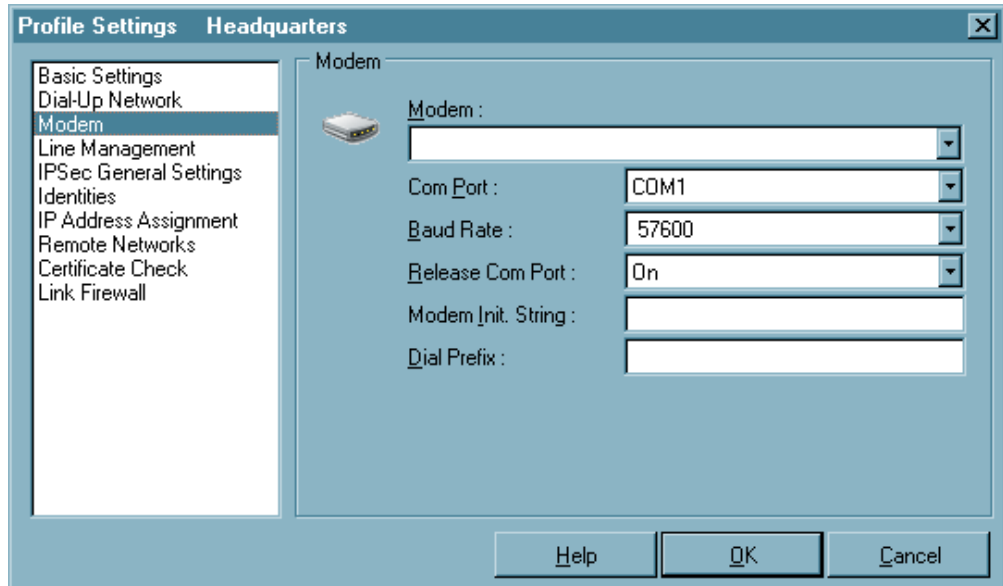 Profile Settings Headquarters
Basic Settings
Dial-Up Network
Modem
Line Management
IPSec General Settings
Identities
IP Address Assignment
Remote Networks
Certificate Check
Link Firewall
Modem
Modem :
Com Port : COM1
Baud Rate : 57600
Release Com Port : On
Modem Init. String :
Dial Prefix :
Help OK Cancel